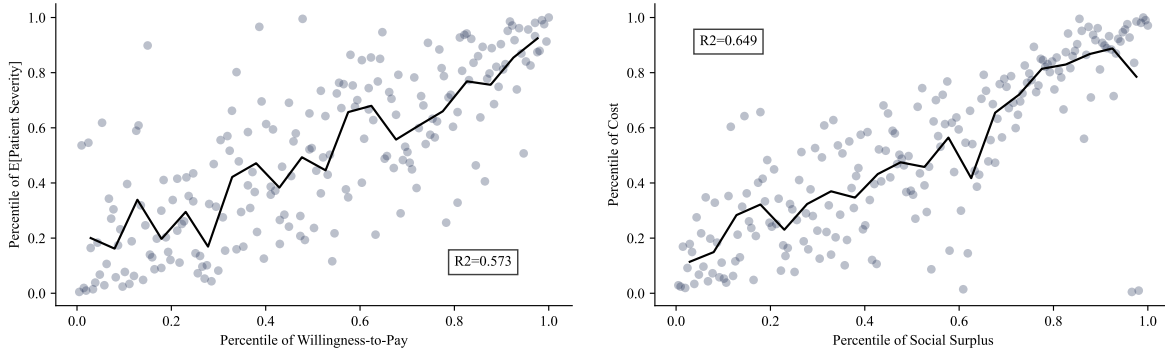 Percentile of E[Patient Severity]
1.0
0.8
0.6
0.4
0.2
0.0
R2=0.573
0.0 0.2 0.4 0.6 0.8 1.0
Percentile of Willingness-to-Pay
Percentile of Cost
1.0
0.8
0.6
0.4
0.2
0.0
R2=0.649
0.0 0.2 0.4 0.6 0.8 1.0
Percentile of Social Surplus